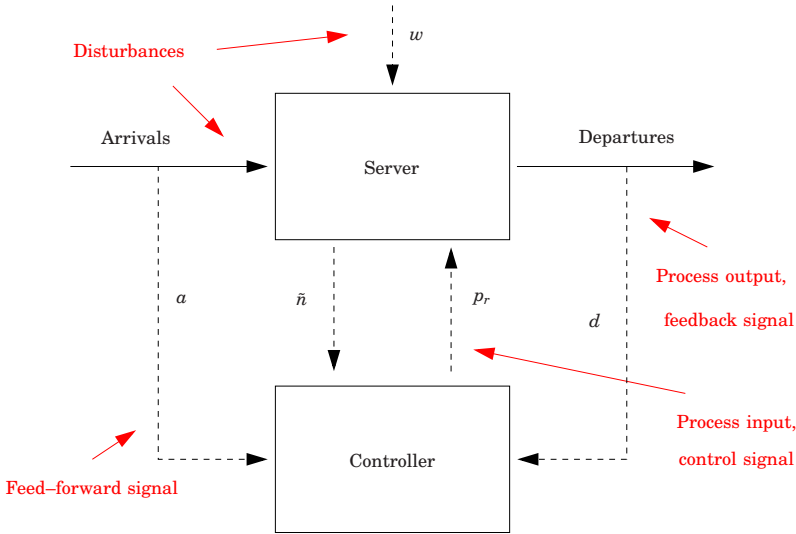 w
Disturbances
Arrivals
Departures
Server
Process output,
feedback signal
a
ñ
p_r
d
Process input,
control signal
Controller
Feed–forward signal